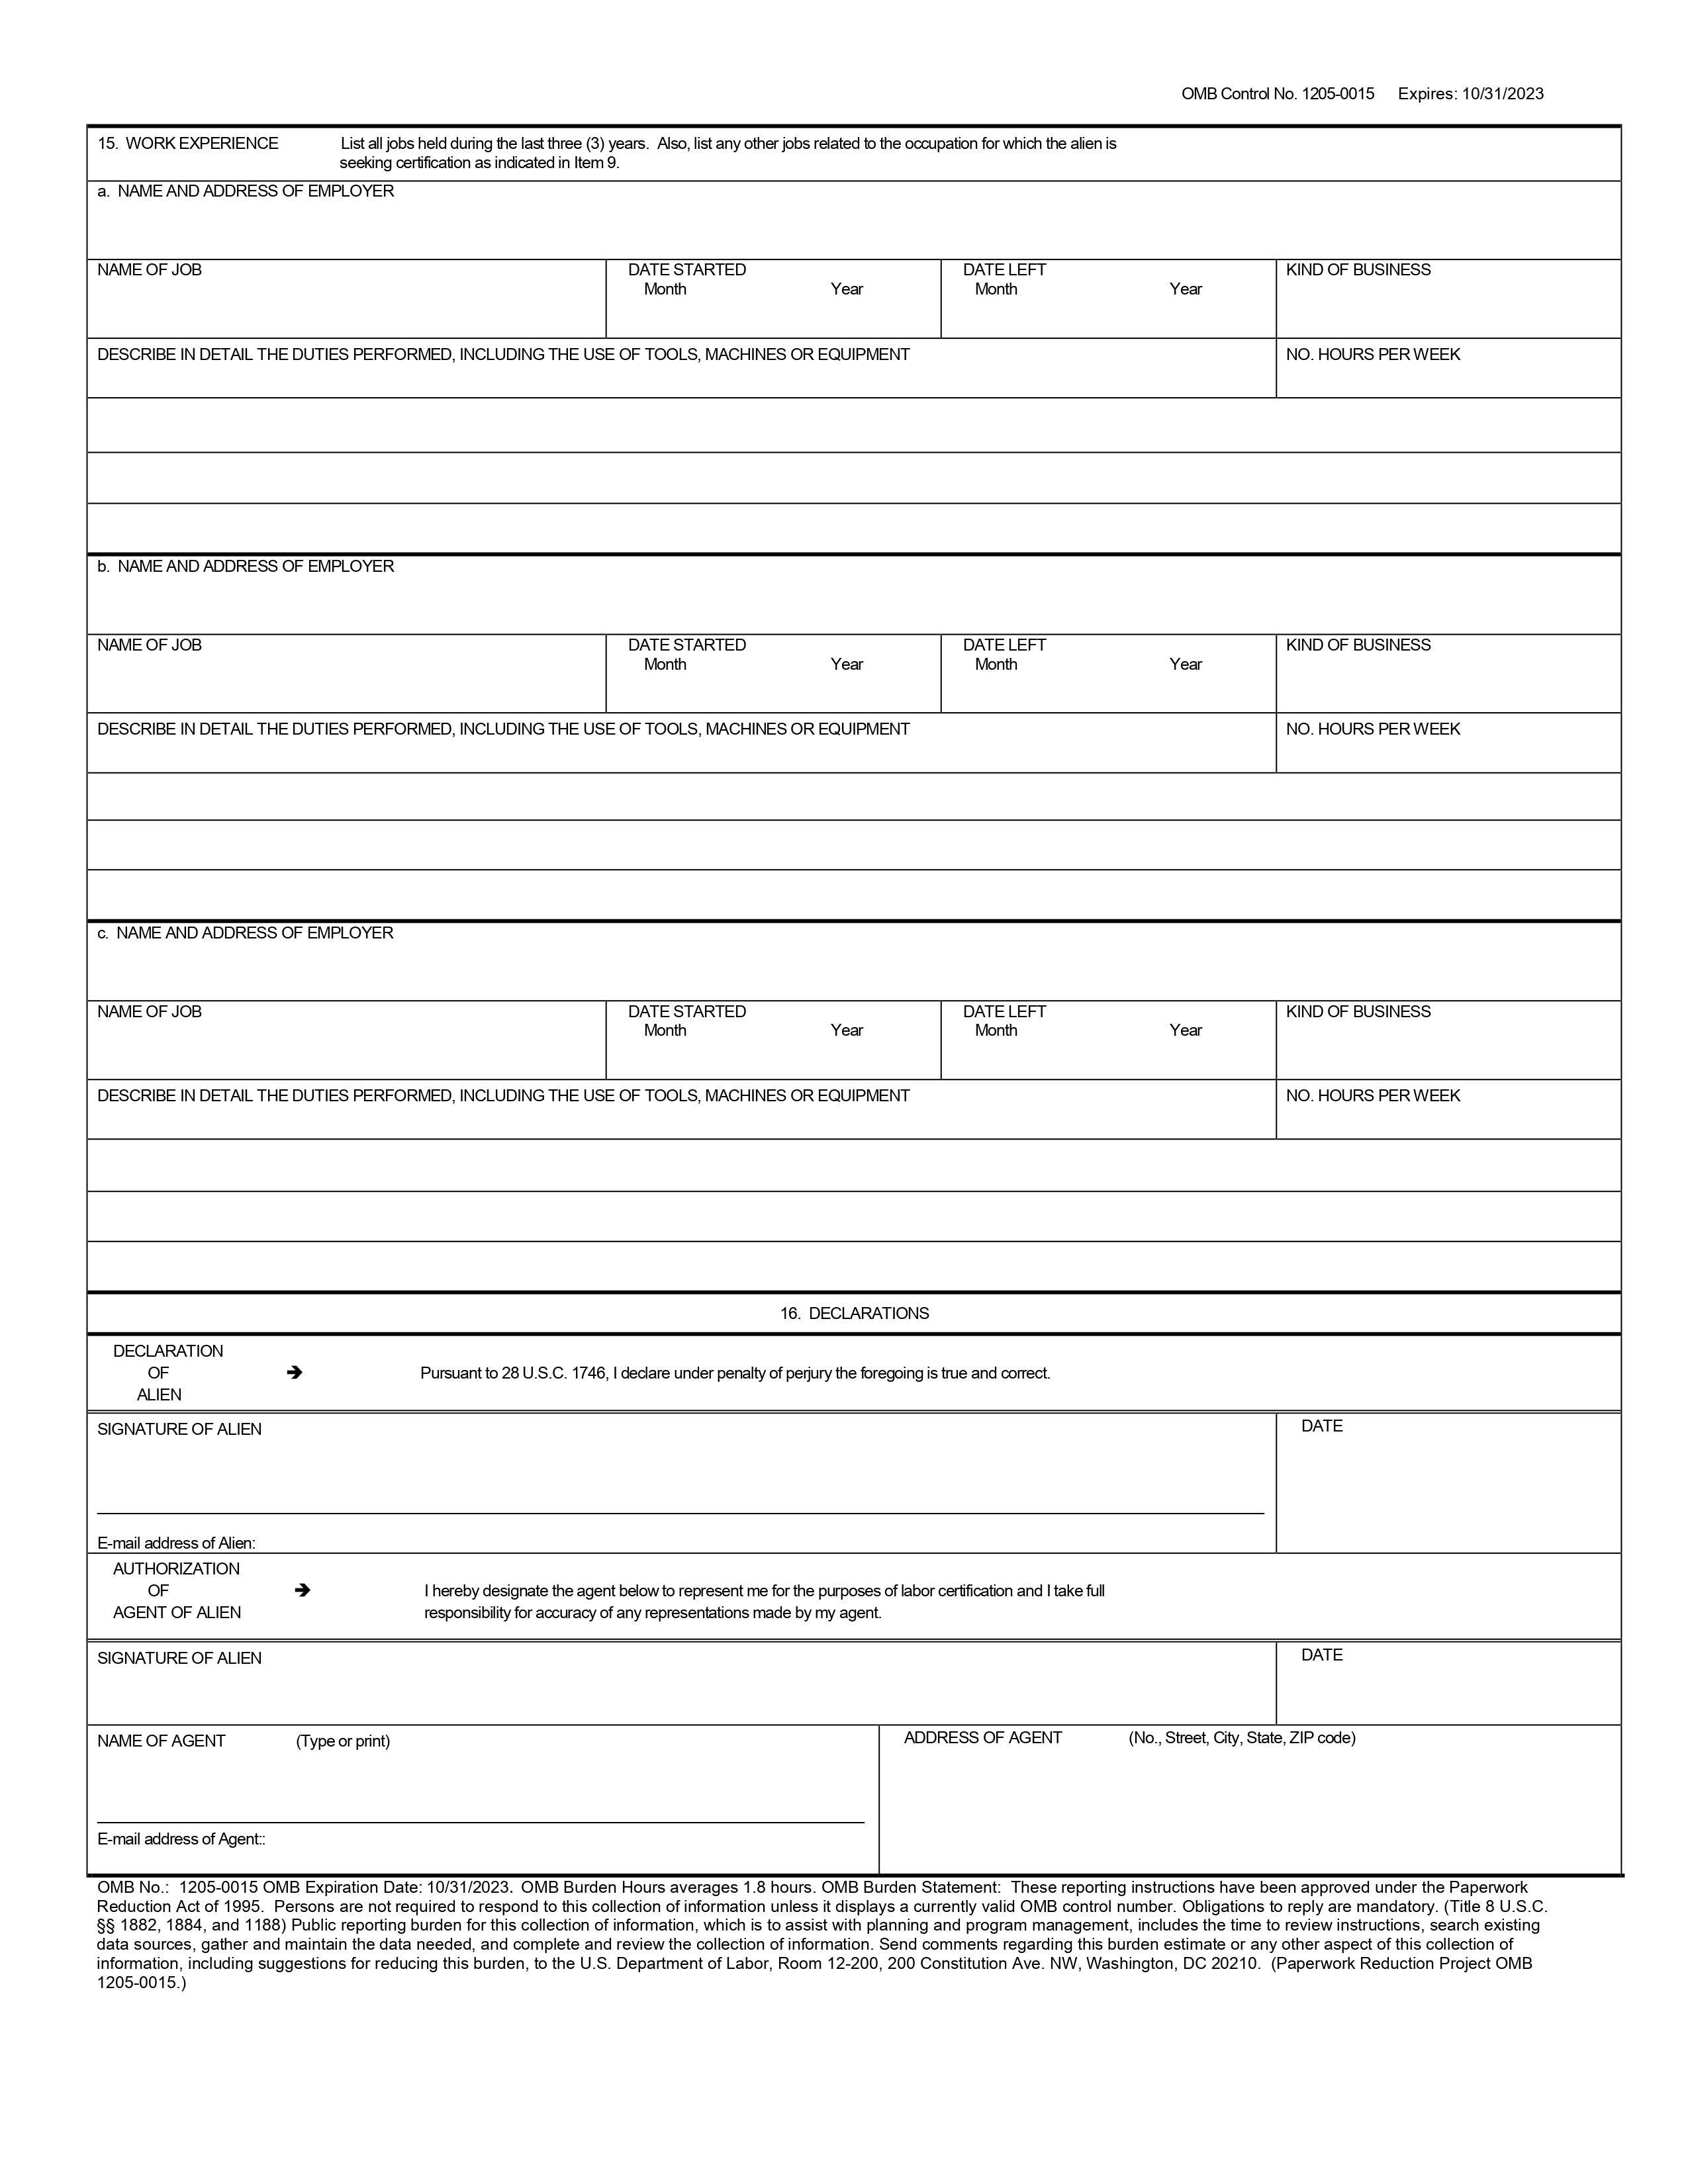 OMB Control No. 1205-0015 Expires: 10/31/2023
15. WORK EXPERIENCE List all jobs held during the last three (3) years. Also, list any other jobs related to the occupation for which the alien is
seeking certification as indicated in Item 9.
a. NAME AND ADDRESS OF EMPLOYER
NAME OF JOB DATE STARTED DATE LEFT KIND OF BUSINESS
Month Year Month Year
DESCRIBE IN DETAIL THE DUTIES PERFORMED, INCLUDING THE USE OF TOOLS, MACHINES OR EQUIPMENT NO. HOURS PER WEEK
b. NAME AND ADDRESS OF EMPLOYER
NAME OF JOB DATE STARTED DATE LEFT KIND OF BUSINESS
Month Year Month Year
DESCRIBE IN DETAIL THE DUTIES PERFORMED, INCLUDING THE USE OF TOOLS, MACHINES OR EQUIPMENT NO. HOURS PER WEEK
c. NAME AND ADDRESS OF EMPLOYER
NAME OF JOB DATE STARTED DATE LEFT KIND OF BUSINESS
Month Year Month Year
DESCRIBE IN DETAIL THE DUTIES PERFORMED, INCLUDING THE USE OF TOOLS, MACHINES OR EQUIPMENT NO. HOURS PER WEEK
16. DECLARATIONS
DECLARATION
OF ➔ Pursuant to 28 U.S.C. 1746, I declare under penalty of perjury the foregoing is true and correct.
ALIEN
SIGNATURE OF ALIEN DATE
E-mail address of Alien:
AUTHORIZATION
OF ➔ I hereby designate the agent below to represent me for the purposes of labor certification and I take full
AGENT OF ALIEN responsibility for accuracy of any representations made by my agent.
SIGNATURE OF ALIEN DATE
NAME OF AGENT (Type or print) ADDRESS OF AGENT (No., Street, City, State, ZIP code)
E-mail address of Agent::
OMB No.: 1205-0015 OMB Expiration Date: 10/31/2023. OMB Burden Hours averages 1.8 hours. OMB Burden Statement: These reporting instructions have been approved under the Paperwork
Reduction Act of 1995. Persons are not required to respond to this collection of information unless it displays a currently valid OMB control number. Obligations to reply are mandatory. (Title 8 U.S.C.
§§ 1882, 1884, and 1188) Public reporting burden for this collection of information, which is to assist with planning and program management, includes the time to review instructions, search existing
data sources, gather and maintain the data needed, and complete and review the collection of information. Send comments regarding this burden estimate or any other aspect of this collection of
information, including suggestions for reducing this burden, to the U.S. Department of Labor, Room 12-200, 200 Constitution Ave. NW, Washington, DC 20210. (Paperwork Reduction Project OMB
1205-0015.)